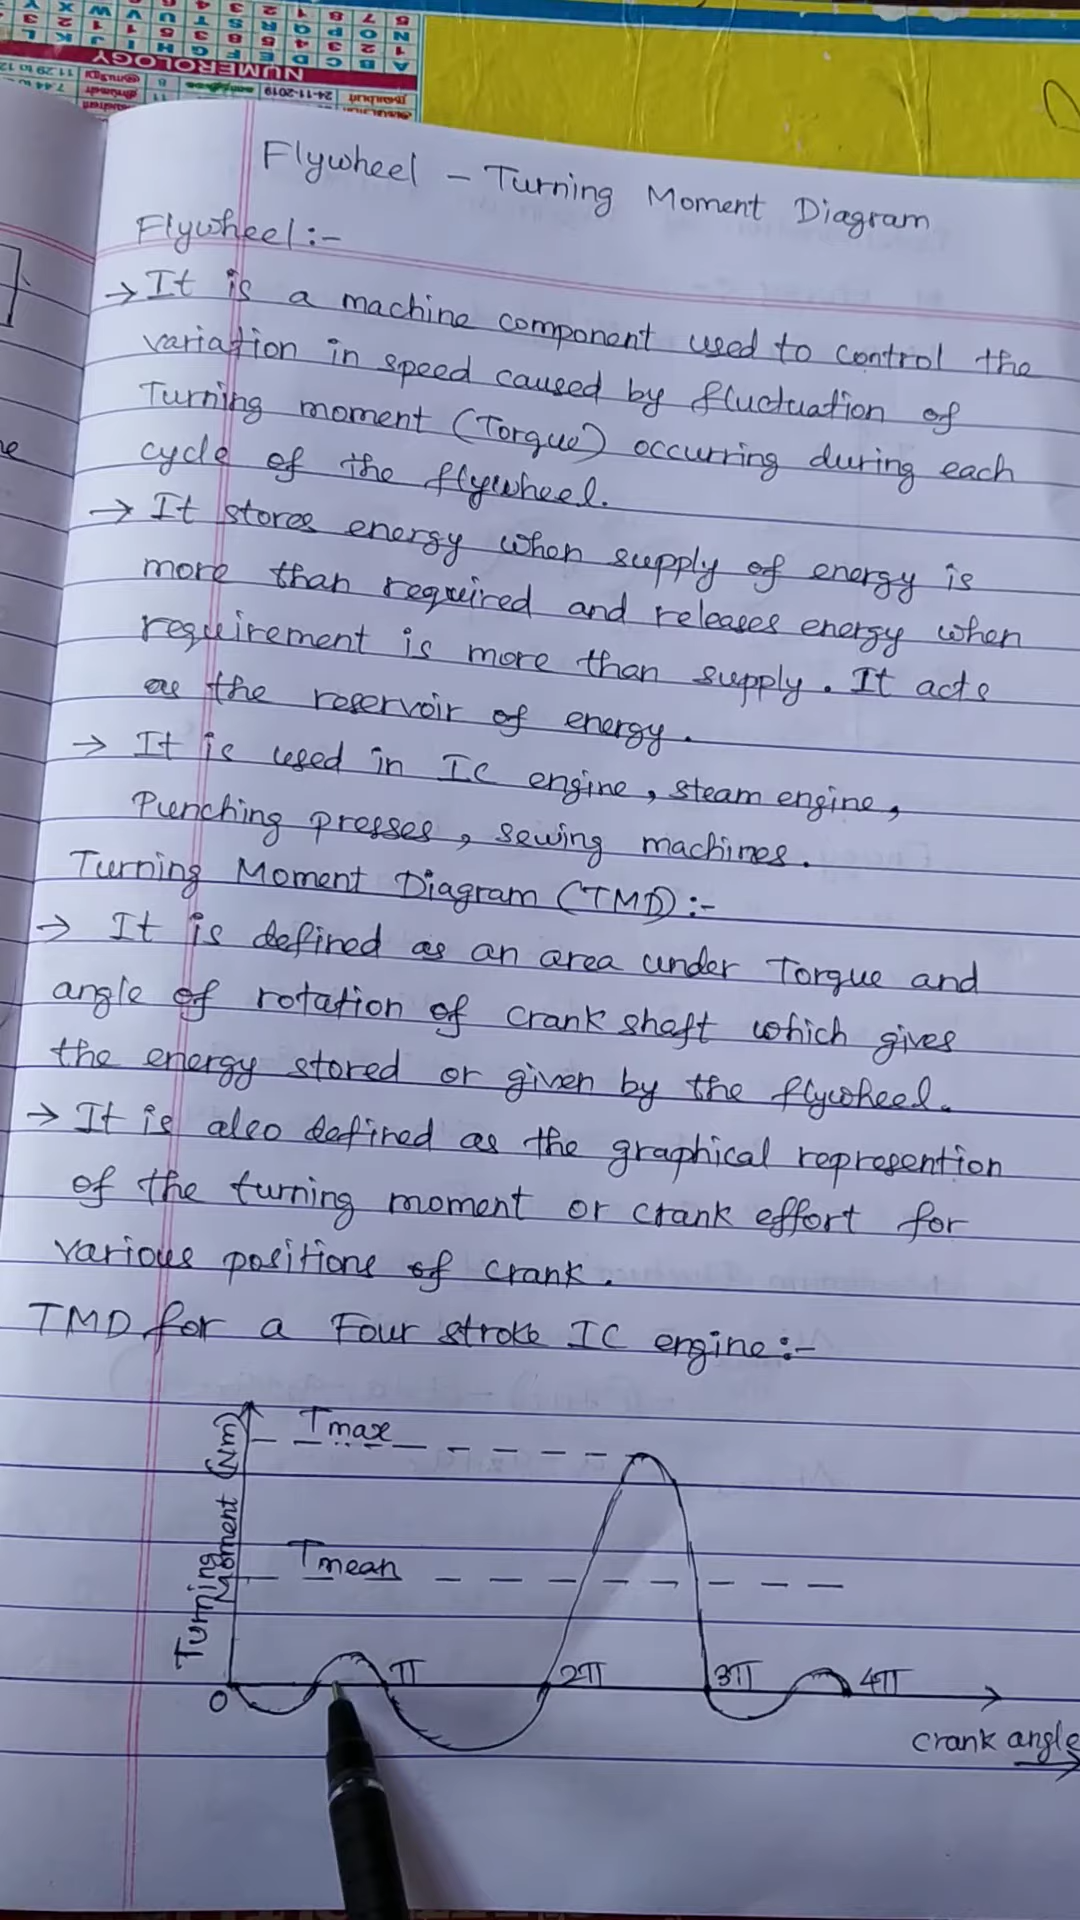 Flywheel - Turning Moment Diagram
Flywheel:-
→ It is a machine component used to control the
variation in speed caused by fluctuation of
Turning moment (Torque) occurring during each
cycle of the flywheel.
→ It stores energy when supply of energy is
more than required and releases energy when
requirement is more than supply. It acts
as the reservoir of energy.
→ It is used in IC engine, steam engine,
Punching presses, sewing machines.
Turning Moment Diagram (TMD):-
→ It is defined as an area under Torque and
angle of rotation of crank shaft which gives
the energy stored or given by the flywheel.
→ It is also defined as the graphical represention
of the turning moment or crank effort for
various positions of crank.
TMD for a Four stroke IC engine:-
Tmax
Tmean
Turning
Moment (Nm)
0
π
2π
3π
4π
crank angle
NUMEROLOGY
24-11-2019